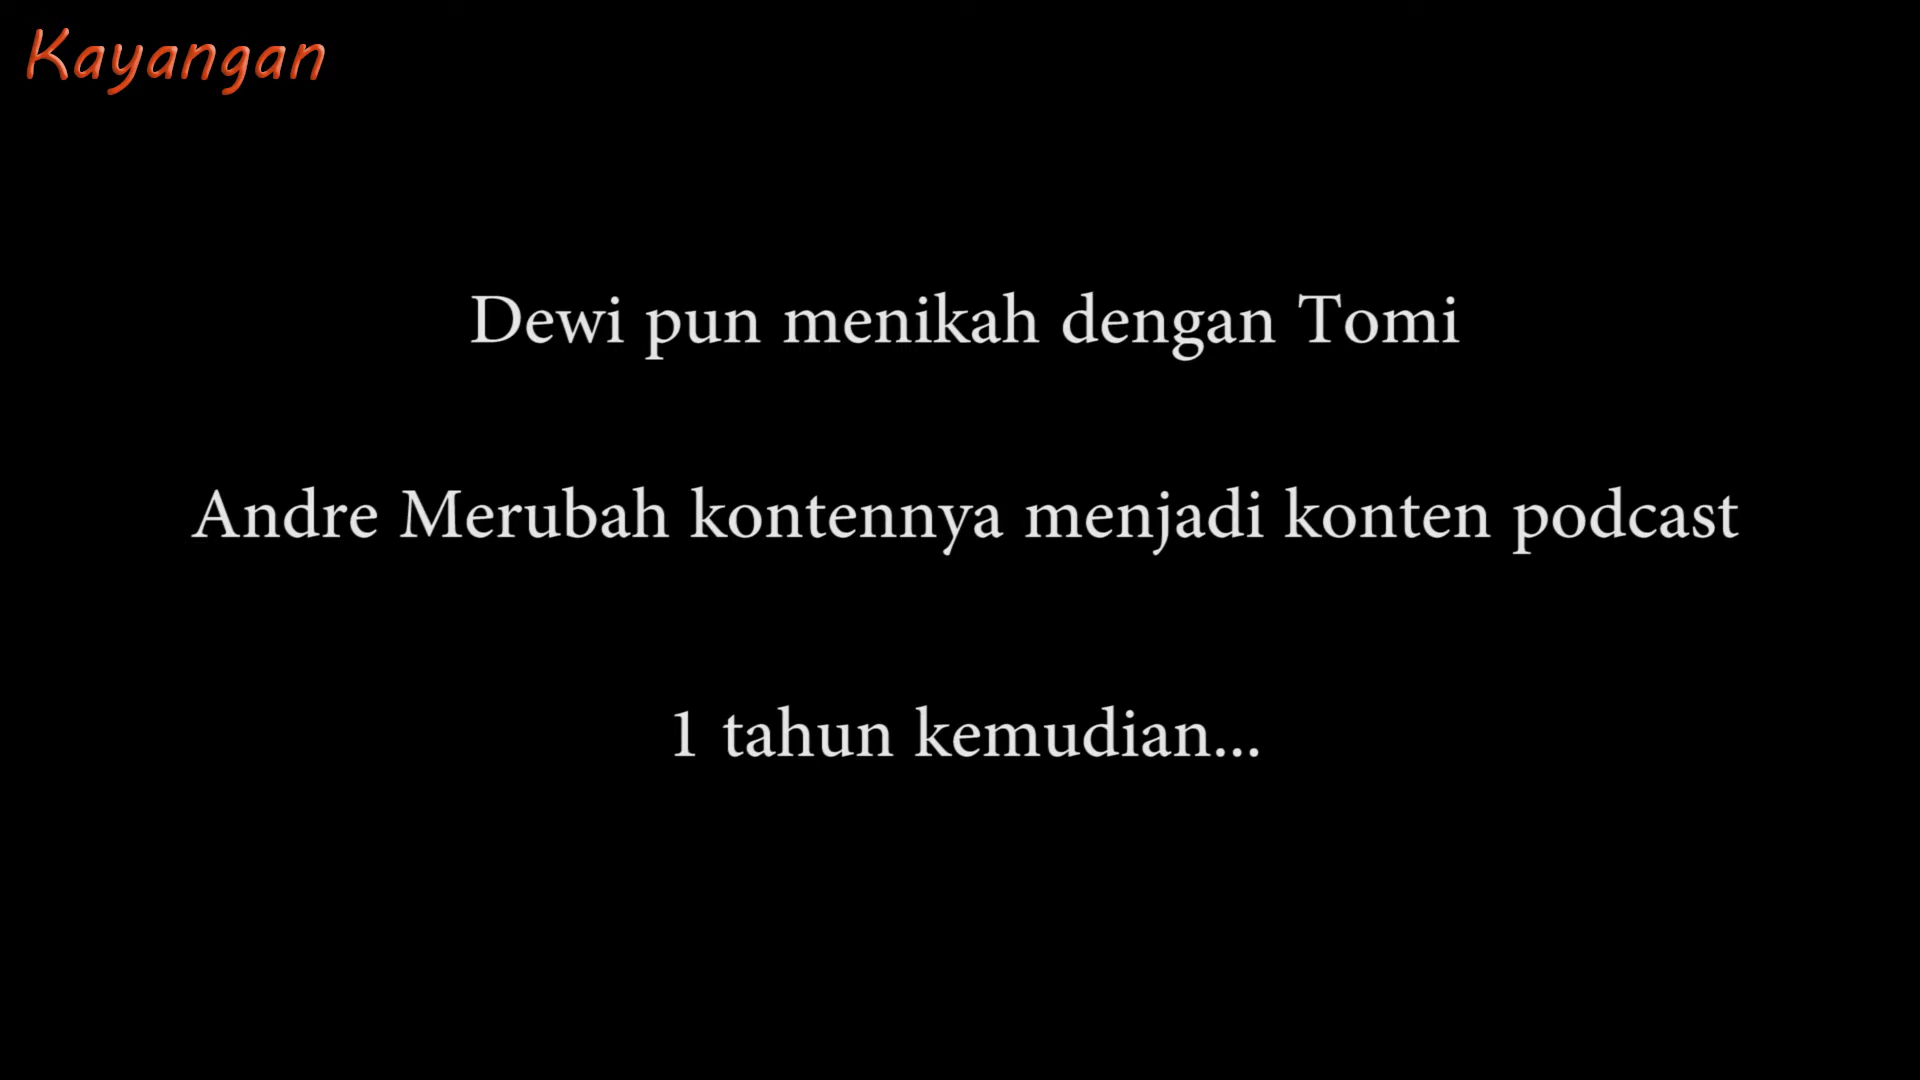 Kayangan
Dewi pun menikah dengan Tomi
Andre Merubah kontennya menjadi konten podcast
1 tahun kemudian...